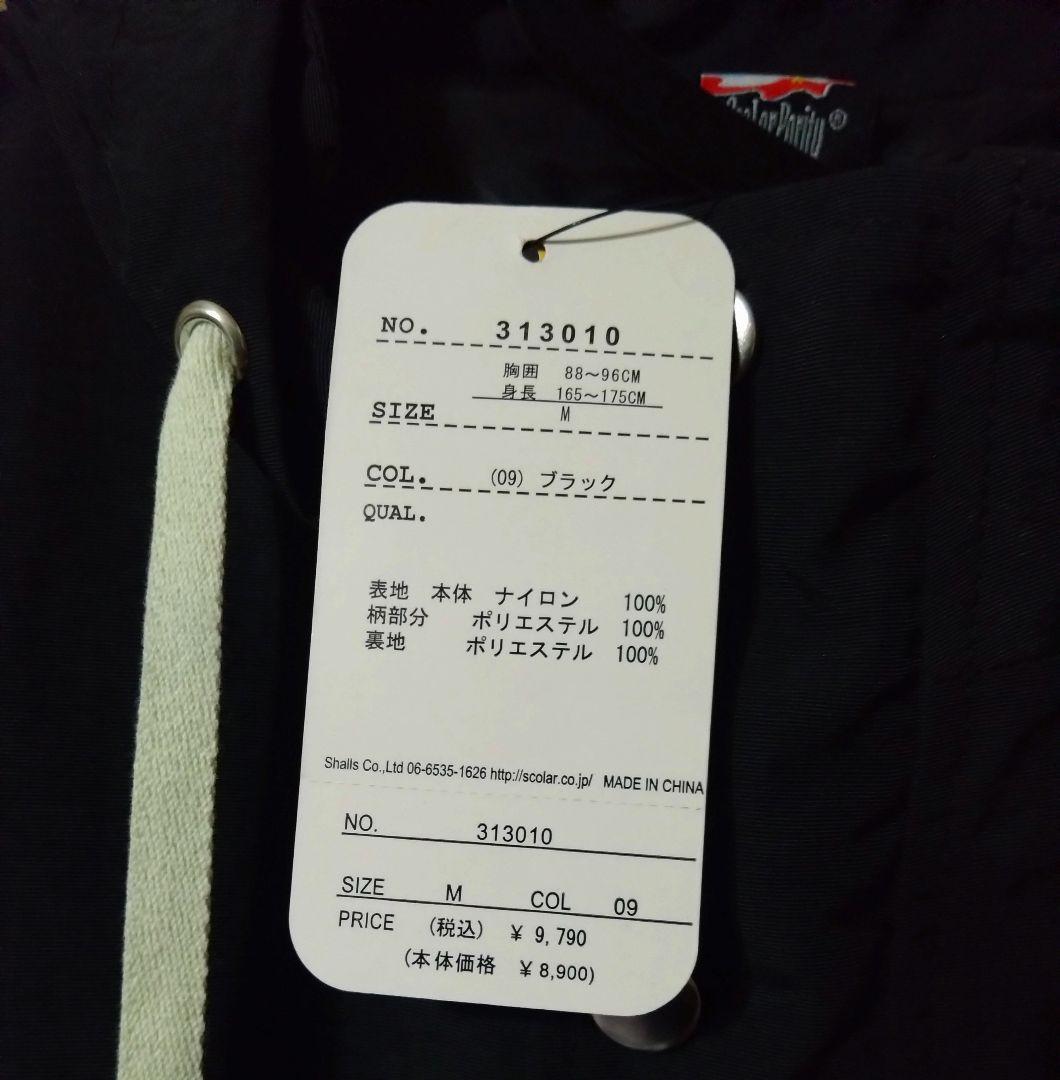 ScolarParity®
NO. 313010
胸囲 88～96CM
身長 165～175CM
SIZE M
COL. (09) ブラック
QUAL.
表地 本体 ナイロン 100%
柄部分 ポリエステル 100%
裏地 ポリエステル 100%
Shalls Co.,Ltd 06-6535-1626 http://scolar.co.jp/ MADE IN CHINA
NO. 313010
SIZE M COL 09
PRICE (税込) ¥ 9,790
(本体価格 ¥ 8,900)